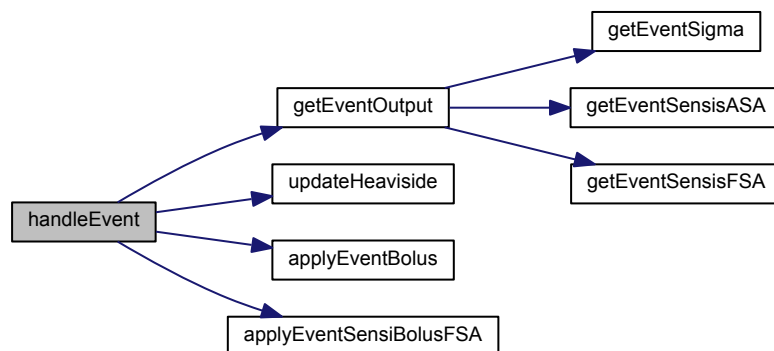 handleEvent
getEventOutput
updateHeaviside
applyEventBolus
applyEventSensiBolusFSA
getEventSigma
getEventSensisASA
getEventSensisFSA